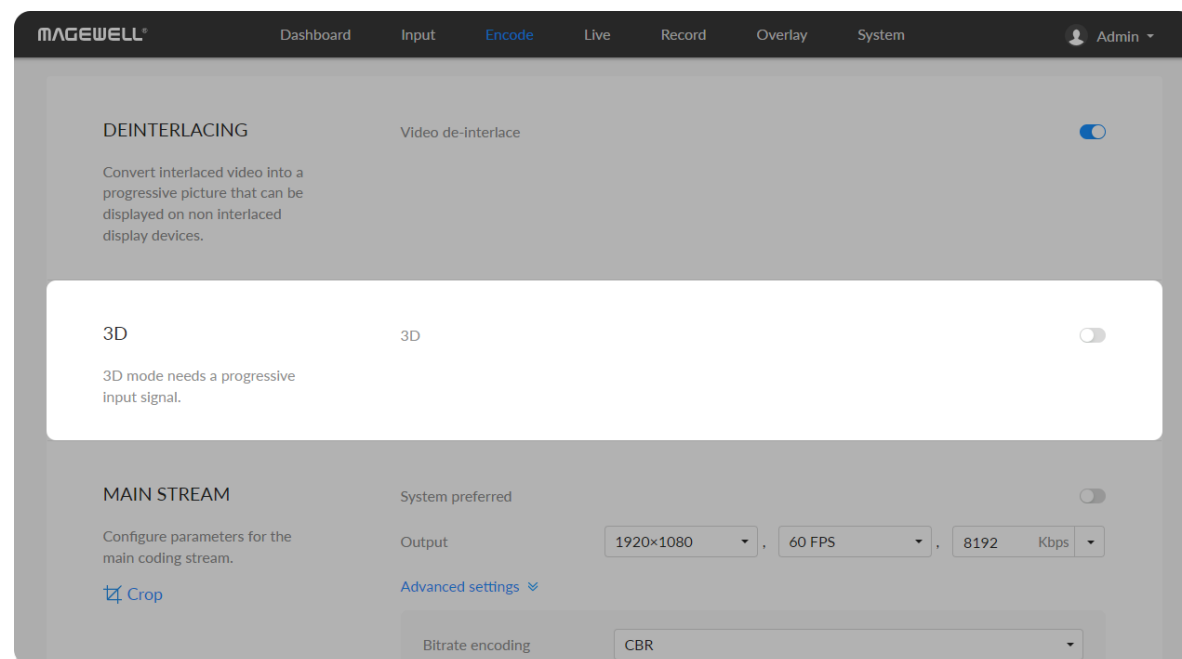 MAGEWELL® Dashboard Input Encode Live Record Overlay System Admin
DEINTERLACING Video de-interlace
Convert interlaced video into a
progressive picture that can be
displayed on non interlaced
display devices.
3D 3D
3D mode needs a progressive
input signal.
MAIN STREAM System preferred
Configure parameters for the
main coding stream.
Output 1920×1080 , 60 FPS , 8192 Kbps
Crop
Advanced settings
Bitrate encoding CBR